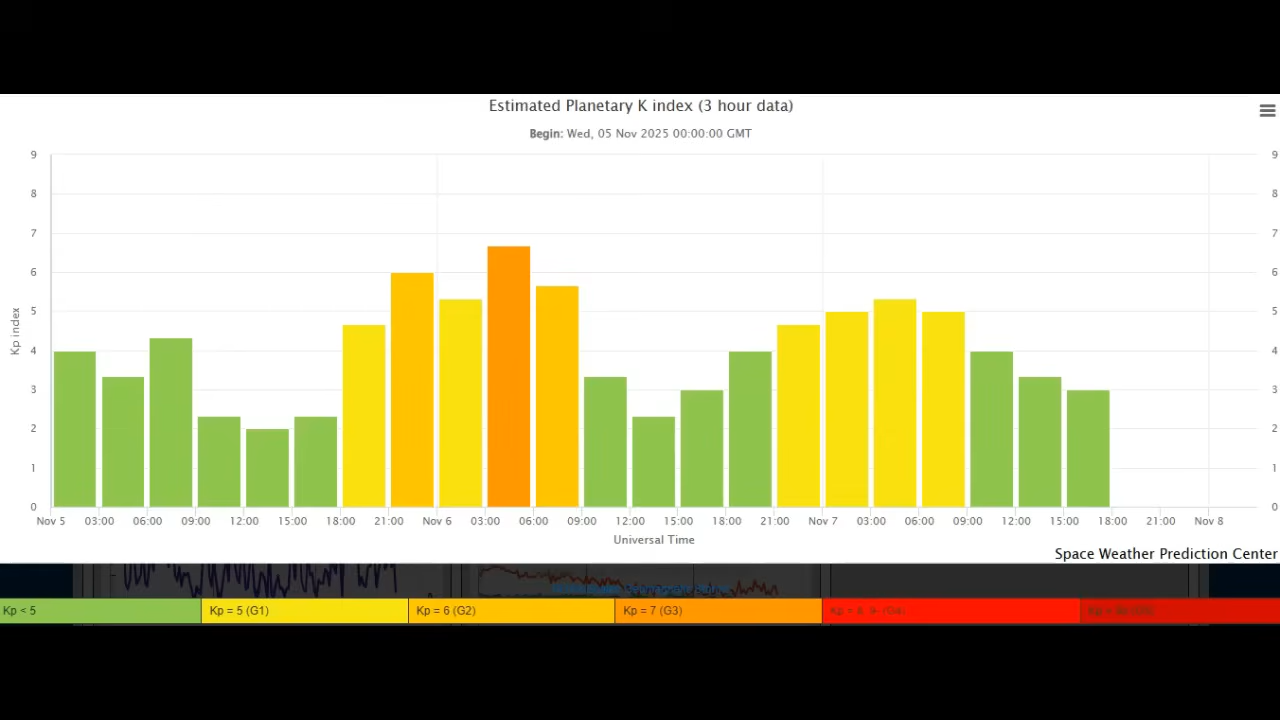 Estimated Planetary K index (3 hour data)
Begin: Wed, 05 Nov 2025 00:00:00 GMT
9 9
8 8
7 7
6 6
5 5
4 4
3 3
2 2
1 1
0 0
Kp index
Nov 5 03:00 06:00 09:00 12:00 15:00 18:00 21:00 Nov 6 03:00 06:00 09:00 12:00 15:00 18:00 21:00 Nov 7 03:00 06:00 09:00 12:00 15:00 18:00 21:00 Nov 8
Universal Time
Space Weather Prediction Center
Kp < 5 Kp = 5 (G1) Kp = 6 (G2) Kp = 7 (G3)